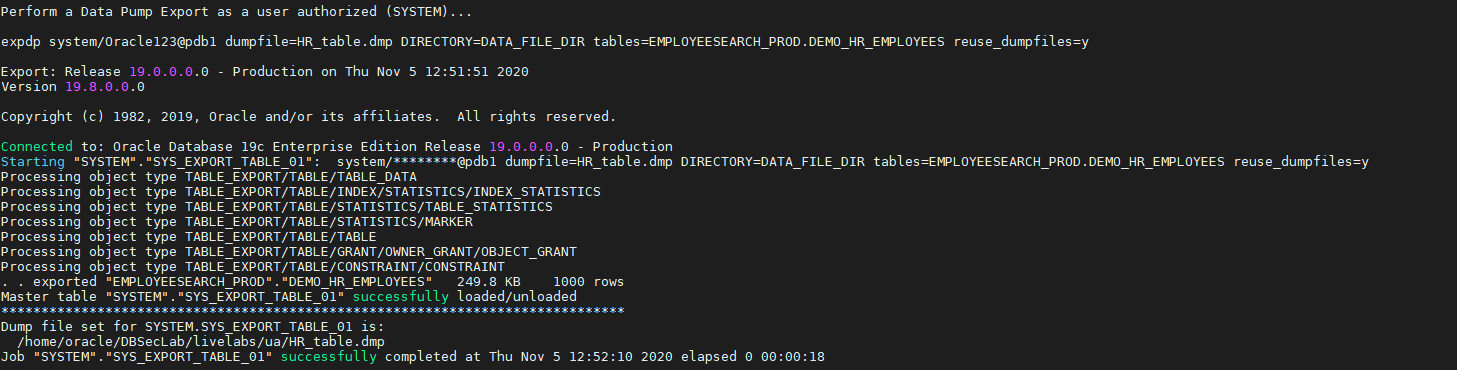 Perform a Data Pump Export as a user authorized (SYSTEM)...
expdp system/Oracle123@pdb1 dumpfile=HR_table.dmp DIRECTORY=DATA_FILE_DIR tables=EMPLOYEESEARCH_PROD.DEMO_HR_EMPLOYEES reuse_dumpfiles=y
Export: Release 19.0.0.0.0 - Production on Thu Nov 5 12:51:51 2020
Version 19.8.0.0.0
Copyright (c) 1982, 2019, Oracle and/or its affiliates.  All rights reserved.
Connected to: Oracle Database 19c Enterprise Edition Release 19.0.0.0.0 - Production
Starting "SYSTEM"."SYS_EXPORT_TABLE_01":  system/********@pdb1 dumpfile=HR_table.dmp DIRECTORY=DATA_FILE_DIR tables=EMPLOYEESEARCH_PROD.DEMO_HR_EMPLOYEES reuse_dumpfiles=y
Processing object type TABLE_EXPORT/TABLE/TABLE_DATA
Processing object type TABLE_EXPORT/TABLE/INDEX/STATISTICS/INDEX_STATISTICS
Processing object type TABLE_EXPORT/TABLE/STATISTICS/TABLE_STATISTICS
Processing object type TABLE_EXPORT/TABLE/STATISTICS/MARKER
Processing object type TABLE_EXPORT/TABLE/TABLE
Processing object type TABLE_EXPORT/TABLE/GRANT/OWNER_GRANT/OBJECT_GRANT
Processing object type TABLE_EXPORT/TABLE/CONSTRAINT/CONSTRAINT
. . exported "EMPLOYEESEARCH_PROD"."DEMO_HR_EMPLOYEES"   249.8 KB    1000 rows
Master table "SYSTEM"."SYS_EXPORT_TABLE_01" successfully loaded/unloaded
******************************************************************************
Dump file set for SYSTEM.SYS_EXPORT_TABLE_01 is:
  /home/oracle/DBSecLab/livelabs/ua/HR_table.dmp
Job "SYSTEM"."SYS_EXPORT_TABLE_01" successfully completed at Thu Nov 5 12:52:10 2020 elapsed 0 00:00:18